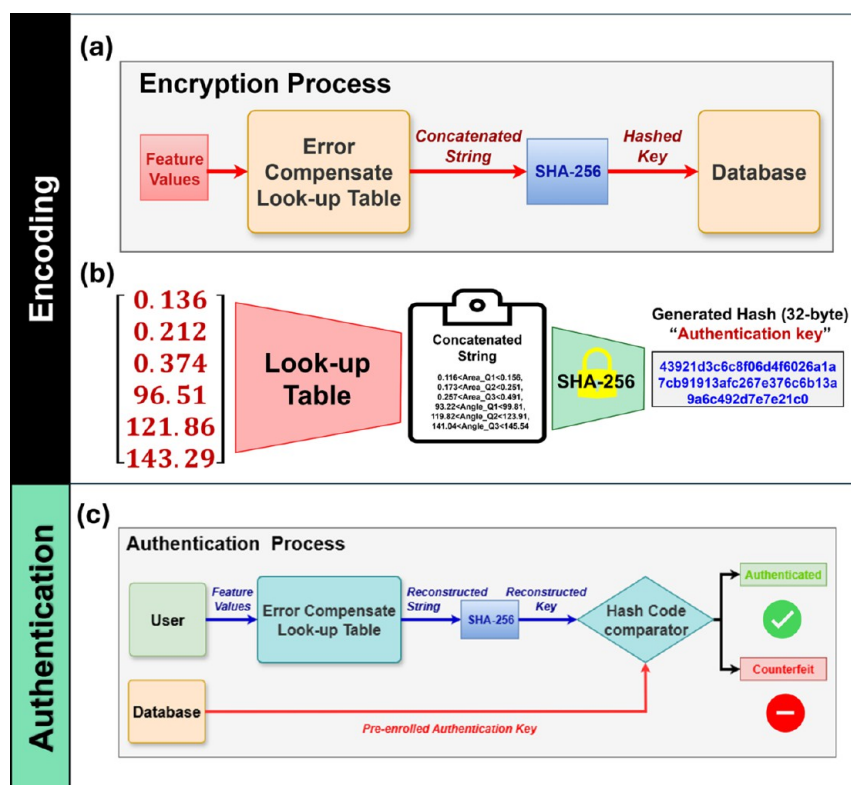 Encoding
(a)
Encryption Process
Feature
Values
Error
Compensate
Look-up Table
Concatenated
String
SHA-256
Hashed
Key
Database
(b)
0.136
0.212
0.374
96.51
121.86
143.29
Look-up
Table
Concatenated
String
0.116<Area_Q1<0.156,
0.173<Area_Q2<0.251,
0.257<Area_Q3<0.491,
93.22<Angle_Q1<99.81,
119.82<Angle_Q2<123.91,
141.04<Angle_Q3<145.54
SHA-256
Generated Hash (32-byte)
“Authentication key”
43921d3c6c8f06d4f6026a1a
7cb91913afc267e376c6b13a
9a6c492d7e7e21c0
Authentication
(c)
Authentication Process
User
Feature
Values
Error Compensate
Look-up Table
Reconstructed
String
SHA-256
Reconstructed
Key
Hash Code
comparator
Authenticated
Counterfeit
Database
Pre-enrolled Authentication Key